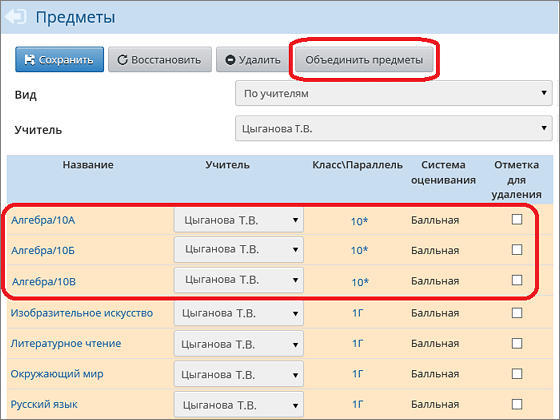 Предметы
Сохранить Восстановить Удалить Объединить предметы
Вид По учителям
Учитель Цыганова Т.В.
Название Учитель Класс\Параллель Система оценивания Отметка для удаления
Алгебра/10А Цыганова Т.В. 10* Балльная
Алгебра/10Б Цыганова Т.В. 10* Балльная
Алгебра/10В Цыганова Т.В. 10* Балльная
Изобразительное искусство Цыганова Т.В. 1Г Балльная
Литературное чтение Цыганова Т.В. 1Г Балльная
Окружающий мир Цыганова Т.В. 1Г Балльная
Русский язык Цыганова Т.В. 1Г Балльная